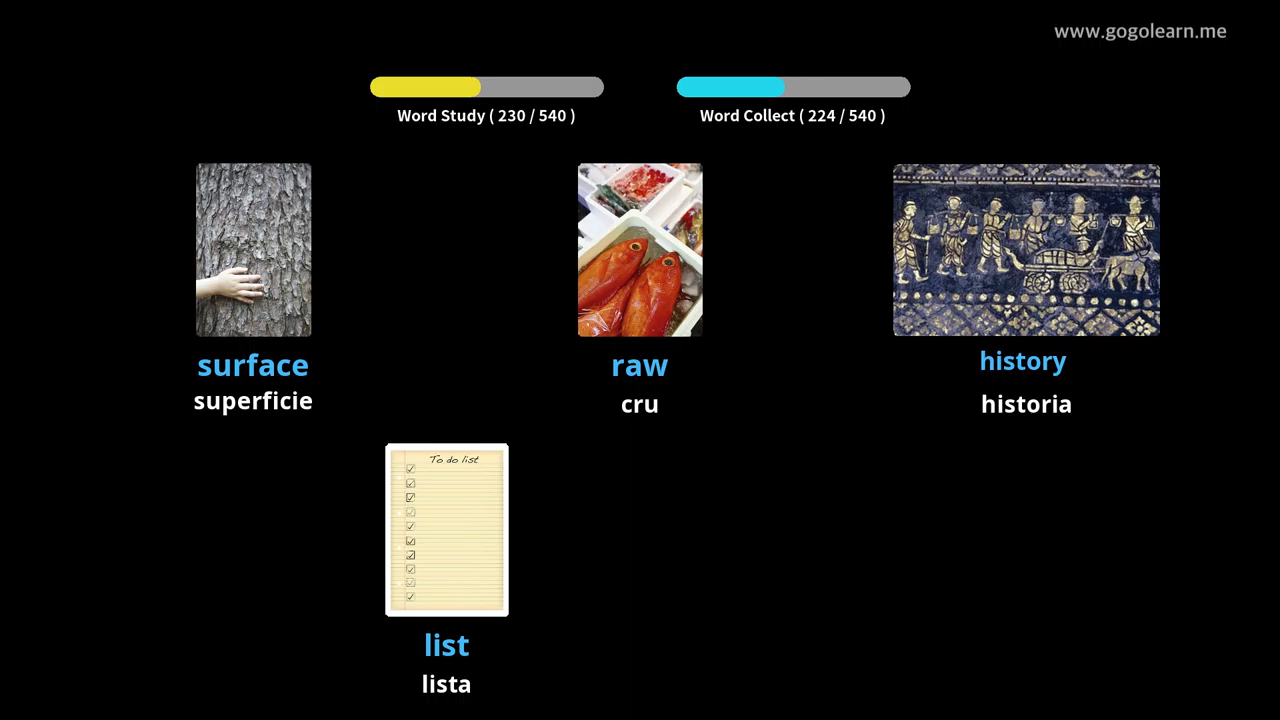 www.gogolearn.me
Word Study ( 230 / 540 )
Word Collect ( 224 / 540 )
surface
superficie
raw
cru
history
historia
To do list
list
lista